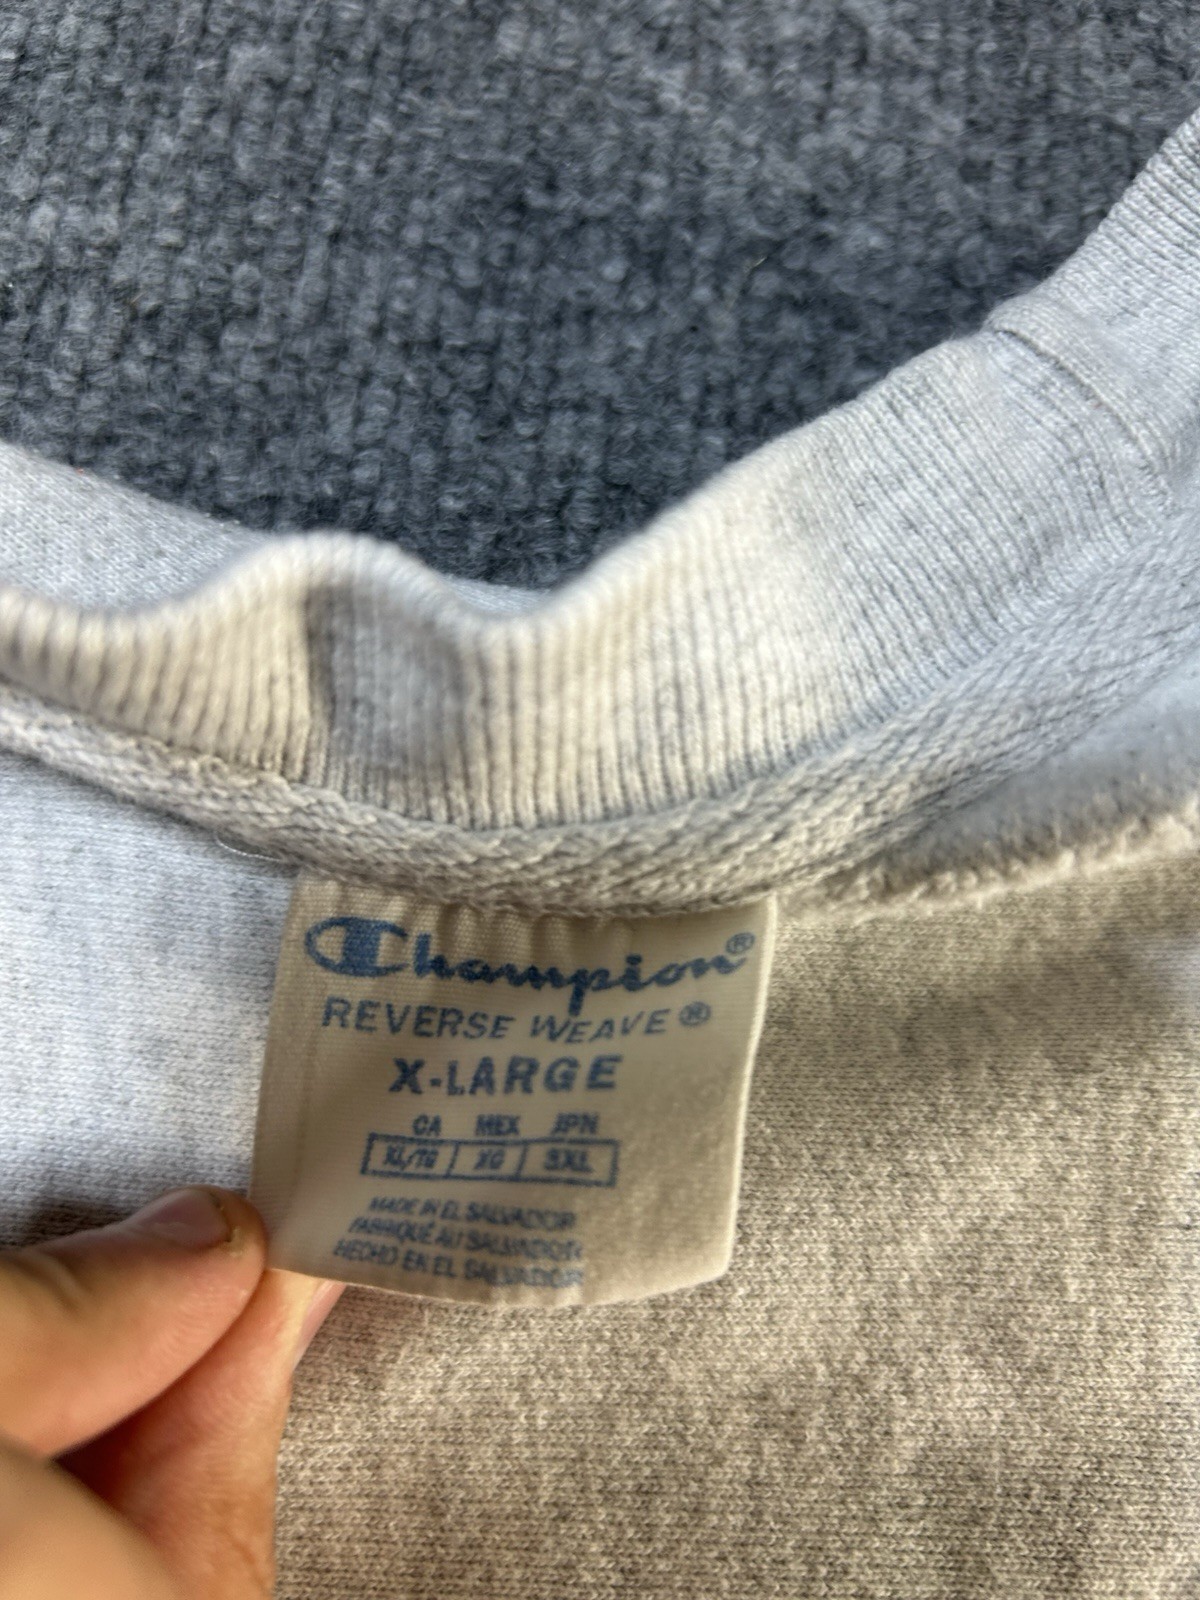 Champion®
REVERSE WEAVE®
X-LARGE
CA MEX JPN
XL/TG XG 3XL
MADE IN EL SALVADOR
FABRIQUÉ AU SALVADOR
HECHO EN EL SALVADOR